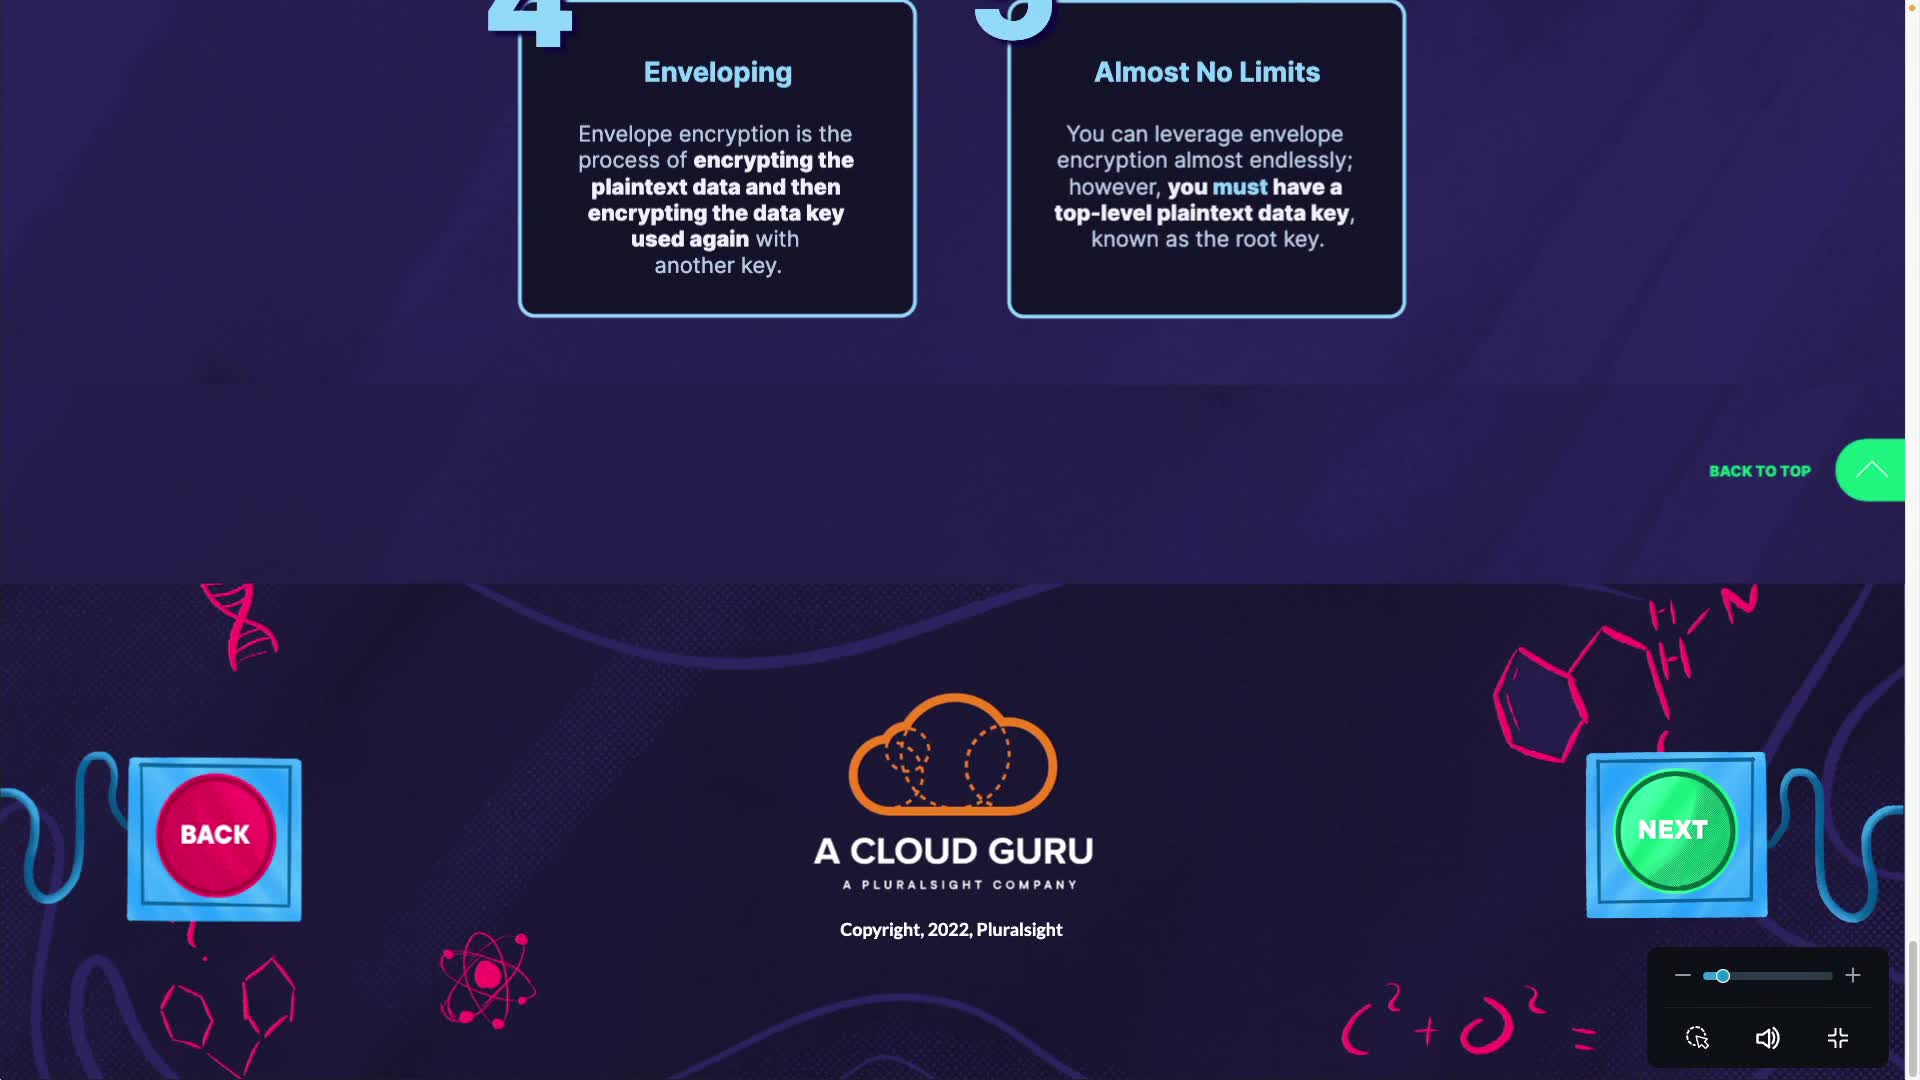 4
5
Enveloping
Almost No Limits
Envelope encryption is the
process of encrypting the
plaintext data and then
encrypting the data key
used again with
another key.
You can leverage envelope
encryption almost endlessly;
however, you must have a
top-level plaintext data key,
known as the root key.
BACK TO TOP
H N
H
BACK
NEXT
A CLOUD GURU
A PLURALSIGHT COMPANY
Copyright, 2022, Pluralsight
C² + O² =